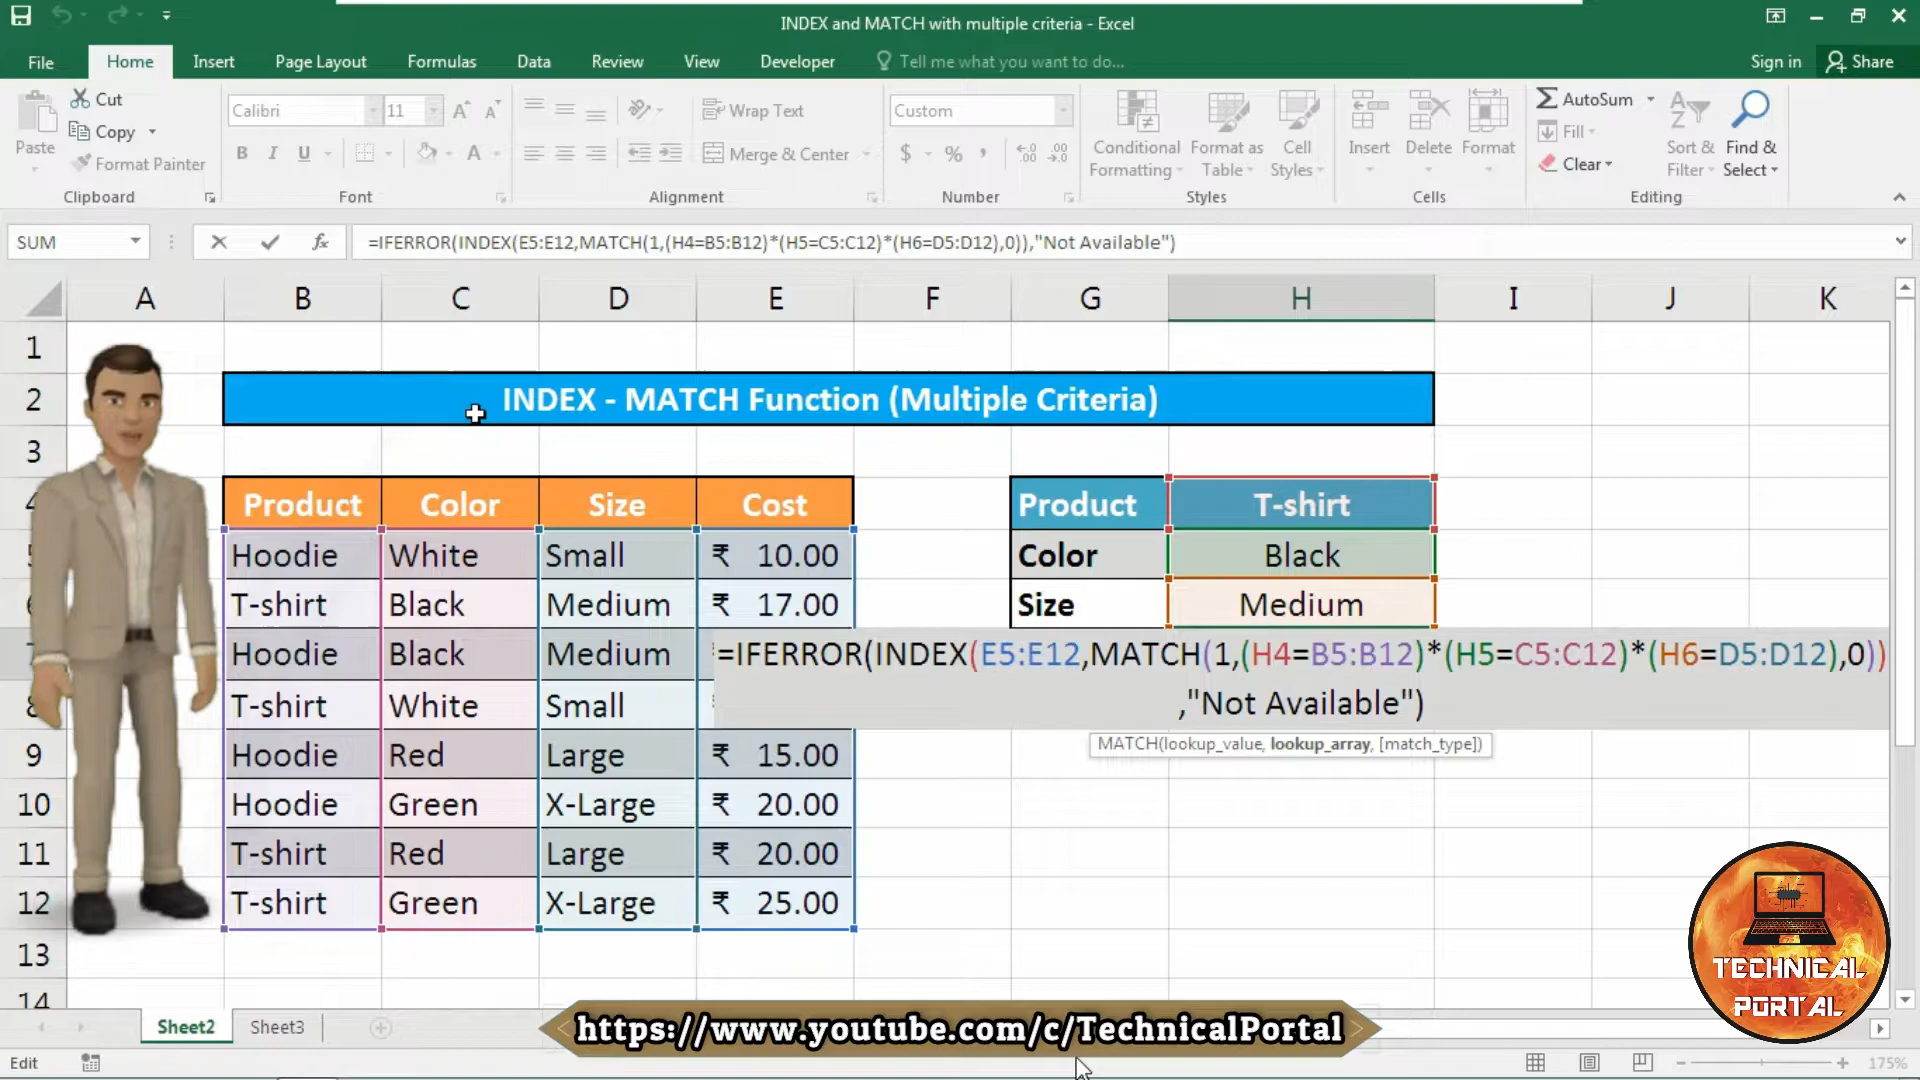 INDEX and MATCH with multiple criteria - Excel
File Home Insert Page Layout Formulas Data Review View Developer Tell me what you want to do... Sign in Share
Paste Cut Copy Format Painter Clipboard
Calibri 11 B I U A Font
Wrap Text Merge & Center Alignment
Custom $ % , Number
Conditional Formatting Format as Table Cell Styles Styles
Insert Delete Format Cells
AutoSum Fill Clear Sort & Filter Find & Select Editing
SUM fx =IFERROR(INDEX(E5:E12,MATCH(1,(H4=B5:B12)*(H5=C5:C12)*(H6=D5:D12),0)),"Not Available")
A B C D E F G H I J K
1
2 INDEX - MATCH Function (Multiple Criteria)
3
4 Product Color Size Cost Product T-shirt
5 Hoodie White Small ₹ 10.00 Color Black
6 T-shirt Black Medium ₹ 17.00 Size Medium
7 Hoodie Black Medium =IFERROR(INDEX(E5:E12,MATCH(1,(H4=B5:B12)*(H5=C5:C12)*(H6=D5:D12),0))
8 T-shirt White Small ,"Not Available")
MATCH(lookup_value, lookup_array, [match_type])
9 Hoodie Red Large ₹ 15.00
10 Hoodie Green X-Large ₹ 20.00
11 T-shirt Red Large ₹ 20.00
12 T-shirt Green X-Large ₹ 25.00
13
14
TECHNICAL
PORTAL
Sheet2 Sheet3
https://www.youtube.com/c/TechnicalPortal
Edit 175%